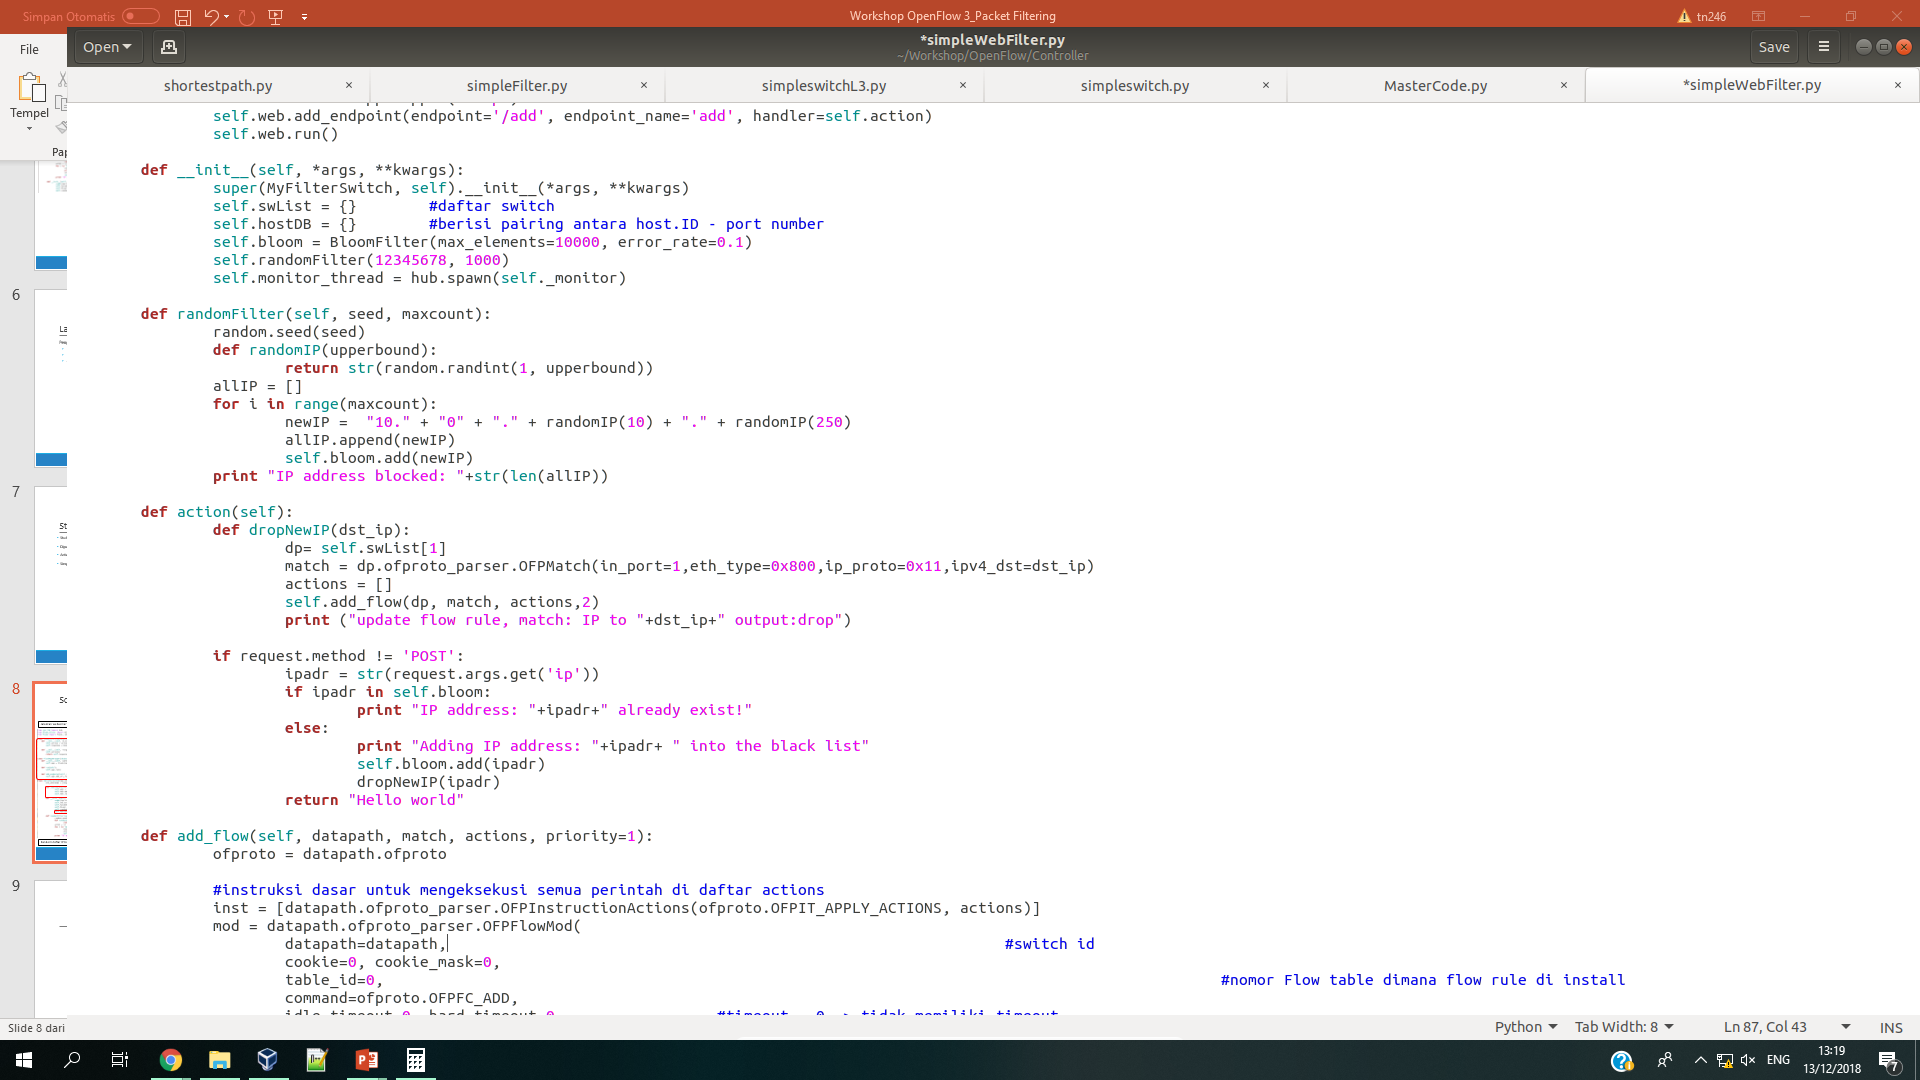 Simpan Otomatis
Workshop OpenFlow 3_Packet Filtering
tn246
File
Tempel
Open
*simpleWebFilter.py
~/Workshop/OpenFlow/Controller
Save
shortestpath.py × simpleFilter.py × simpleswitchL3.py × simpleswitch.py × MasterCode.py × *simpleWebFilter.py ×
self.web.add_endpoint(endpoint='/add', endpoint_name='add', handler=self.action)
self.web.run()
def __init__(self, *args, **kwargs):
super(MyFilterSwitch, self).__init__(*args, **kwargs)
self.swList = {} #daftar switch
self.hostDB = {} #berisi pairing antara host.ID - port number
self.bloom = BloomFilter(max_elements=10000, error_rate=0.1)
self.randomFilter(12345678, 1000)
self.monitor_thread = hub.spawn(self._monitor)
def randomFilter(self, seed, maxcount):
random.seed(seed)
def randomIP(upperbound):
return str(random.randint(1, upperbound))
allIP = []
for i in range(maxcount):
newIP = "10." + "0" + "." + randomIP(10) + "." + randomIP(250)
allIP.append(newIP)
self.bloom.add(newIP)
print "IP address blocked: "+str(len(allIP))
def action(self):
def dropNewIP(dst_ip):
dp= self.swList[1]
match = dp.ofproto_parser.OFPMatch(in_port=1,eth_type=0x800,ip_proto=0x11,ipv4_dst=dst_ip)
actions = []
self.add_flow(dp, match, actions,2)
print ("update flow rule, match: IP to "+dst_ip+" output:drop")
if request.method != 'POST':
ipadr = str(request.args.get('ip'))
if ipadr in self.bloom:
print "IP address: "+ipadr+" already exist!"
else:
print "Adding IP address: "+ipadr+ " into the black list"
self.bloom.add(ipadr)
dropNewIP(ipadr)
return "Hello world"
def add_flow(self, datapath, match, actions, priority=1):
ofproto = datapath.ofproto
#instruksi dasar untuk mengeksekusi semua perintah di daftar actions
inst = [datapath.ofproto_parser.OFPInstructionActions(ofproto.OFPIT_APPLY_ACTIONS, actions)]
mod = datapath.ofproto_parser.OFPFlowMod(
datapath=datapath, #switch id
cookie=0, cookie_mask=0,
table_id=0, #nomor Flow table dimana flow rule di install
command=ofproto.OFPFC_ADD,
6
7
8
9
Slide 8 dari
Python Tab Width: 8 Ln 87, Col 43 INS
ENG
13:19
13/12/2018
7